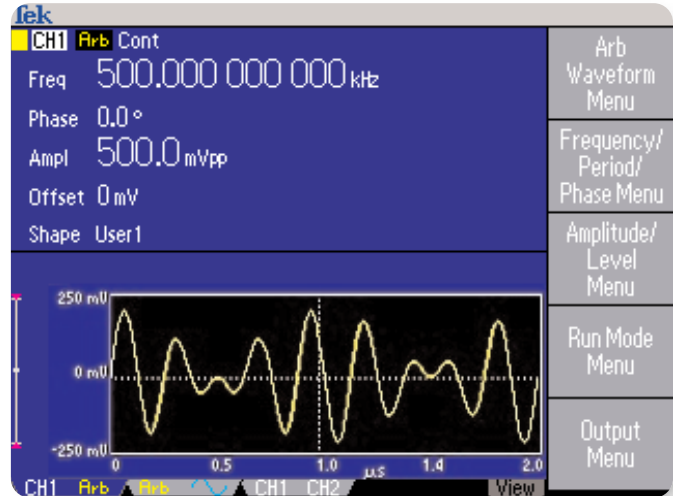 Tek
CH1 Arb Cont
Freq 500.000 000 000 kHz
Phase 0.0 °
Ampl 500.0 mVpp
Offset 0 mV
Shape User1
250 mV
0 mV
-250 mV
0 0.5 1.0 µs 1.4 2.0
CH1 Arb Arb CH1 CH2 View
Arb
Waveform
Menu
Frequency/
Period/
Phase Menu
Amplitude/
Level
Menu
Run Mode
Menu
Output
Menu